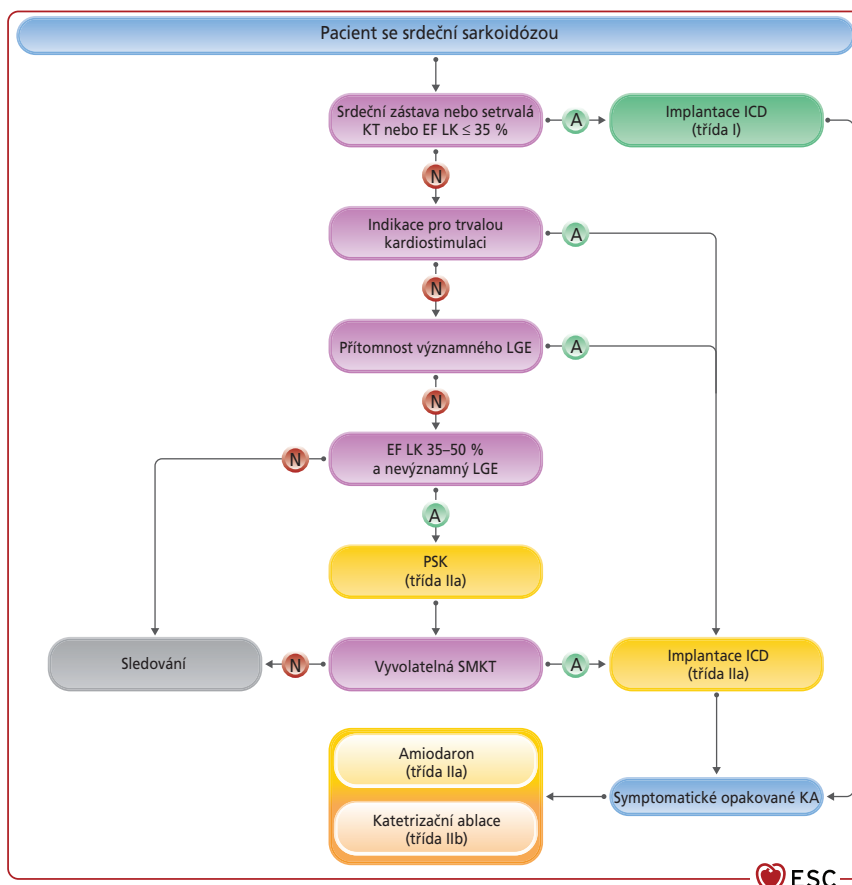 Pacient se srdeční sarkoidózou
Srdeční zástava nebo setrvalá
KT nebo EF LK ≤ 35 %
A
Implantace ICD
(třída I)
N
Indikace pro trvalou
kardiostimulaci
A
N
Přítomnost významného LGE
A
N
EF LK 35–50 %
a nevýznamný LGE
N
A
PSK
(třída IIa)
Sledování
N
Vyvolatelná SMKT
A
Implantace ICD
(třída IIa)
Amiodaron
(třída IIa)
Katetrizační ablace
(třída IIb)
Symptomatické opakované KA
ESC